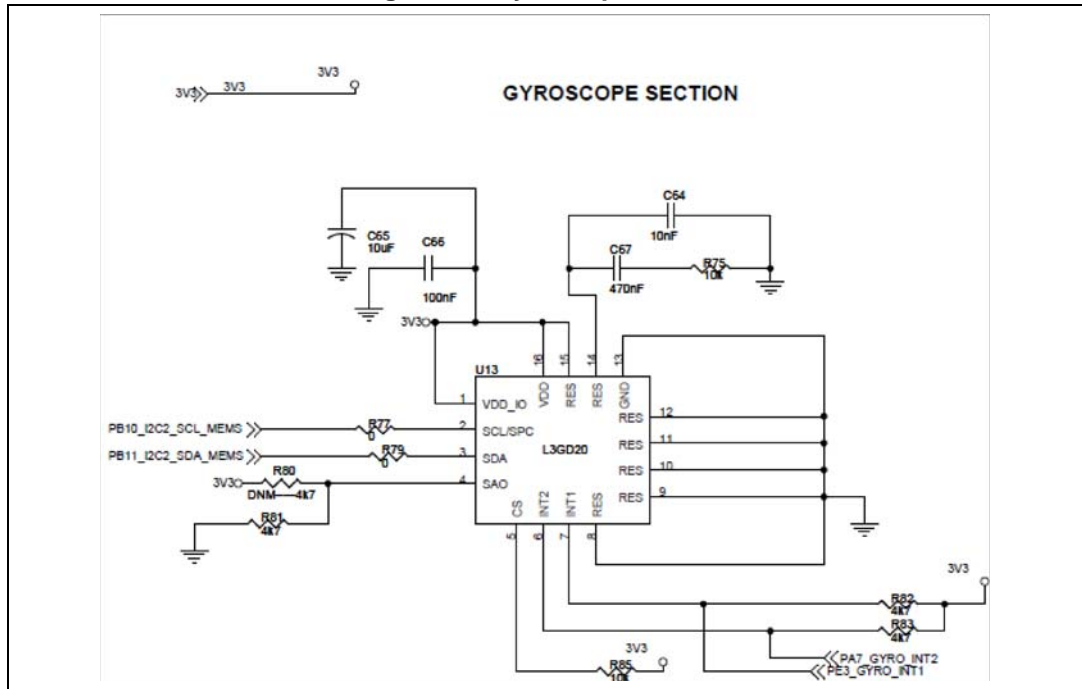 3V3
3V3 3V3
GYROSCOPE SECTION
C64
10nF
C65
10uF
C66
100nF
C67
470nF
R75
10k
3V3
U13
16 15 14 13
VDD RES RES GND
1 VDD_IO
RES 12
PB10_I2C2_SCL_MEMS R77 0 2 SCL/SPC
RES 11
L3GD20
PB11_I2C2_SDA_MEMS R79 0 3 SDA
RES 10
R80
3V3 DNM----4k7 4 SAO
RES 9
R81
4k7
CS INT2 INT1 RES
5 6 7 8
3V3
R82
4k7
R83
4k7
3V3
R85
10k
PA7_GYRO_INT2
PE3_GYRO_INT1